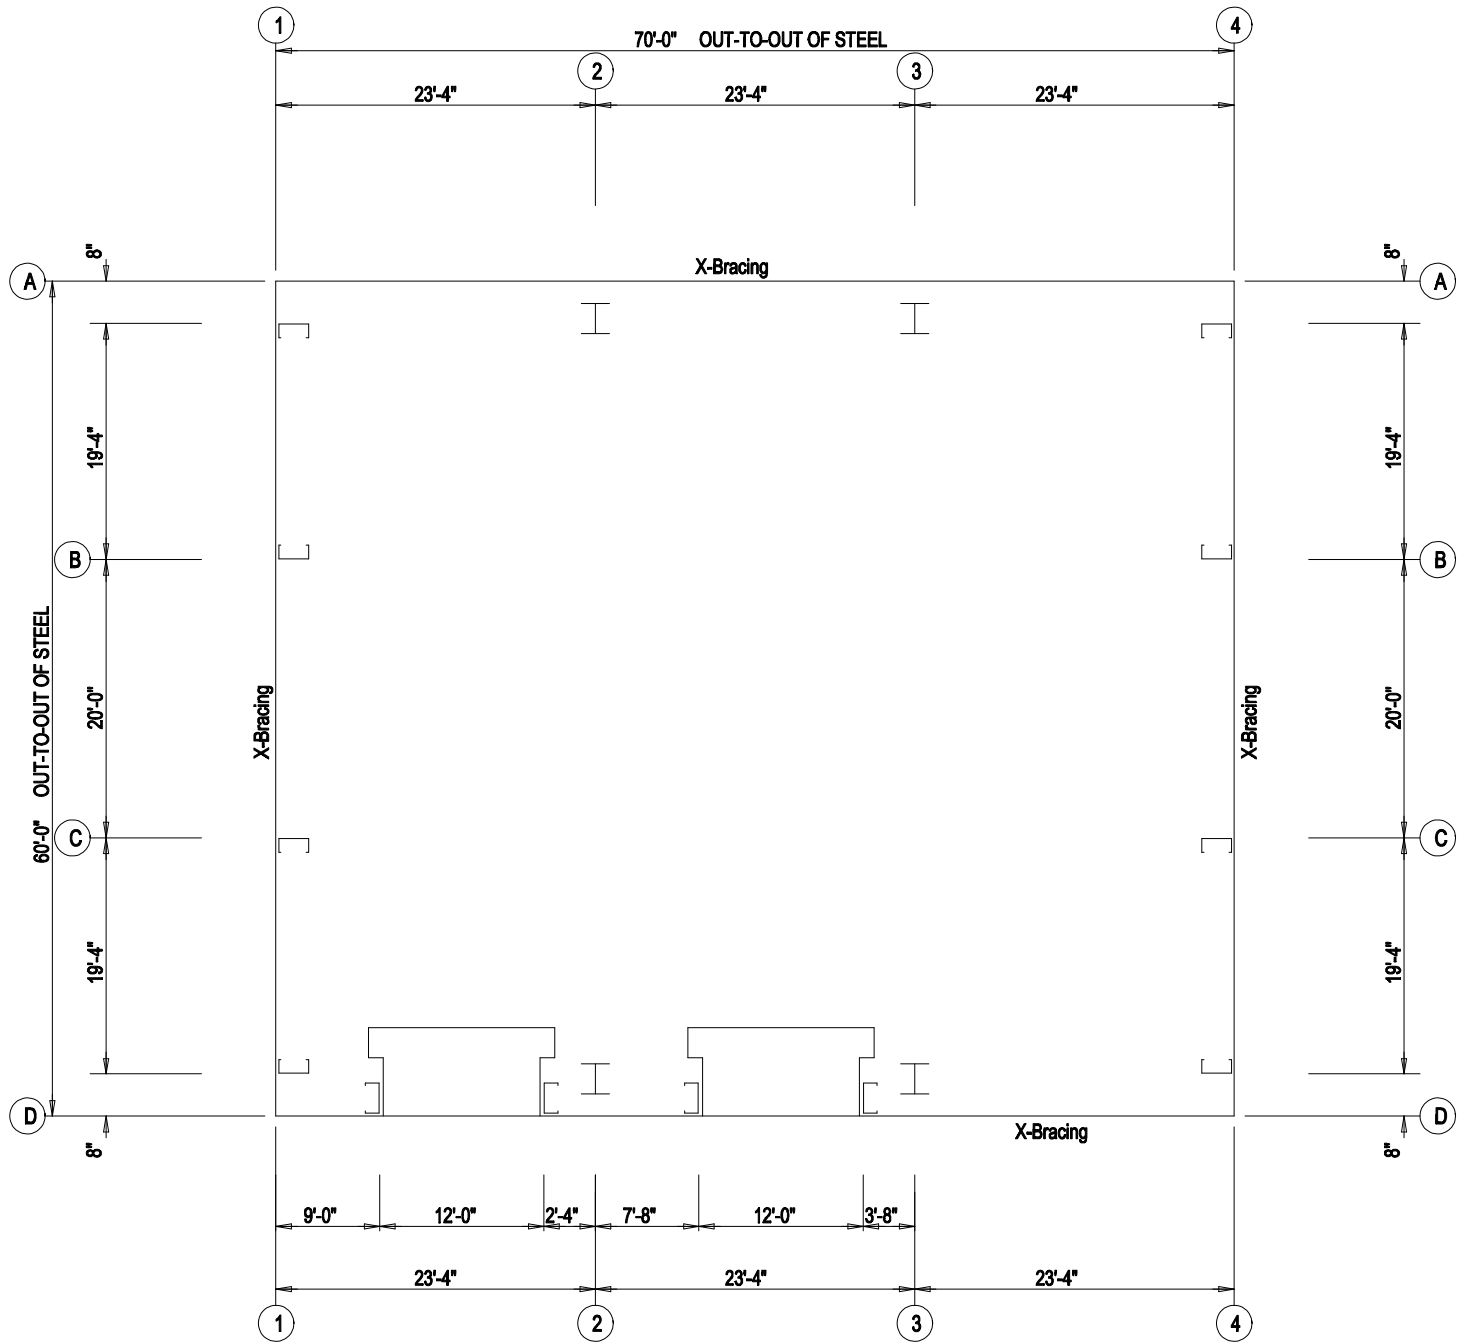 1
4
70'-0" OUT-TO-OUT OF STEEL
2
3
23'-4"
23'-4"
23'-4"
8"
8"
X-Bracing
A
A
19'-4"
19'-4"
B
B
60'-0" OUT-TO-OUT OF STEEL
20'-0"
X-Bracing
X-Bracing
20'-0"
C
C
19'-4"
19'-4"
D
D
8"
X-Bracing
8"
9'-0"
12'-0"
2'-4"
7'-8"
12'-0"
3'-8"
23'-4"
23'-4"
23'-4"
1
2
3
4